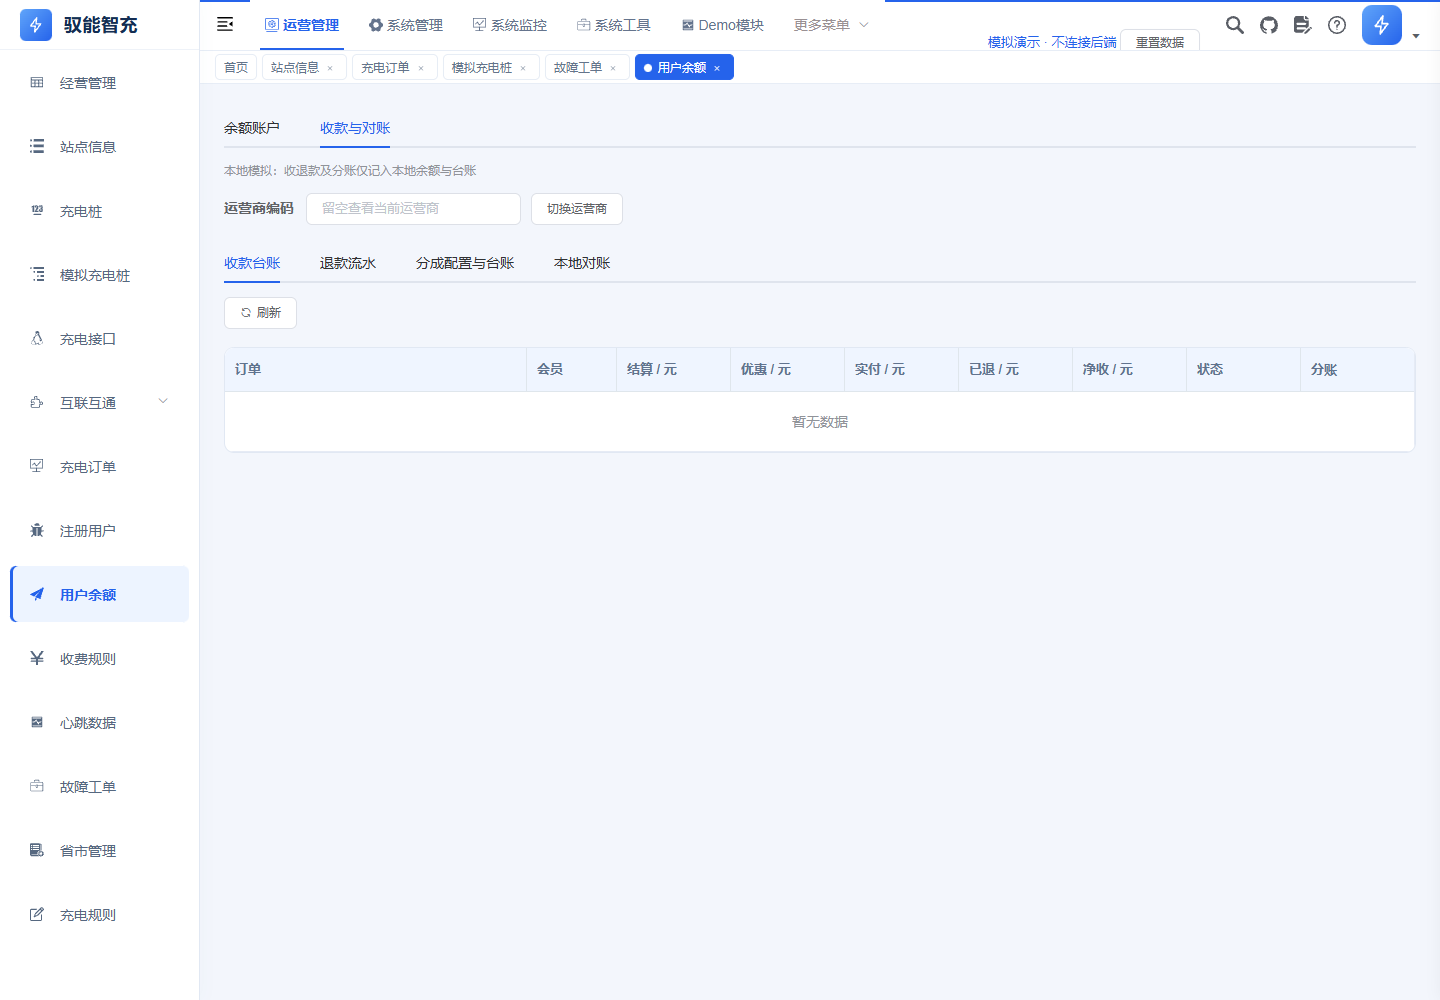 驭能智充
运营管理
系统管理
系统监控
系统工具
Demo模块
更多菜单
模拟演示 · 不连接后端
重置数据
首页
站点信息 ×
充电订单 ×
模拟充电桩 ×
故障工单 ×
用户余额 ×
经营管理
站点信息
充电桩
模拟充电桩
充电接口
互联互通
充电订单
注册用户
用户余额
收费规则
心跳数据
故障工单
省市管理
充电规则
余额账户
收款与对账
本地模拟：收退款及分账仅记入本地余额与台账
运营商编码
留空查看当前运营商
切换运营商
收款台账
退款流水
分成配置与台账
本地对账
刷新
订单
会员
结算 / 元
优惠 / 元
实付 / 元
已退 / 元
净收 / 元
状态
分账
暂无数据